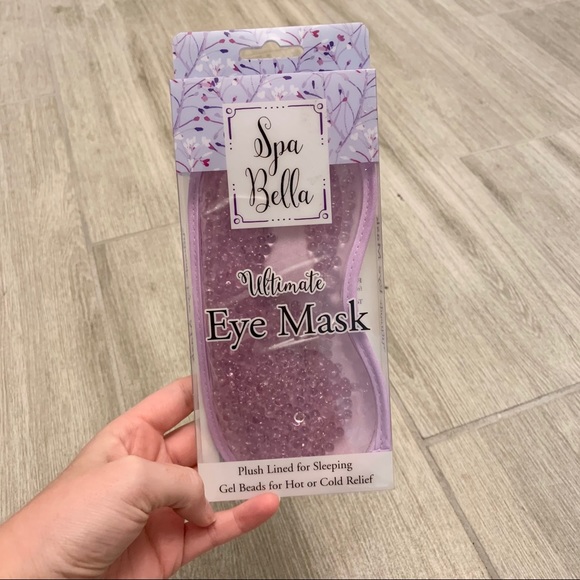 Spa
Bella
Ultimate
Eye Mask
Plush Lined for Sleeping
Gel Beads for Hot or Cold Relief